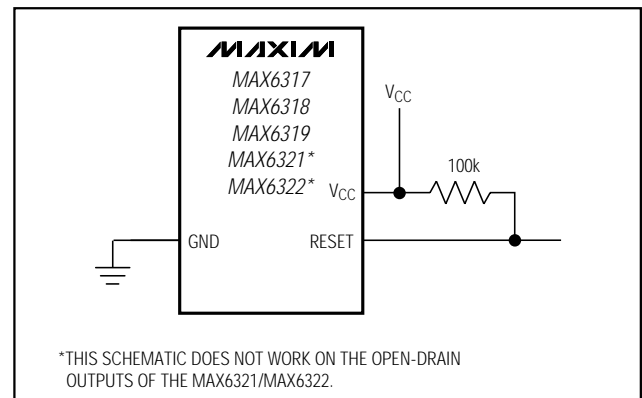 MAXIM
MAX6317
MAX6318
MAX6319
MAX6321*
MAX6322*
VCC
VCC
100k
GND
RESET
*THIS SCHEMATIC DOES NOT WORK ON THE OPEN-DRAIN
OUTPUTS OF THE MAX6321/MAX6322.